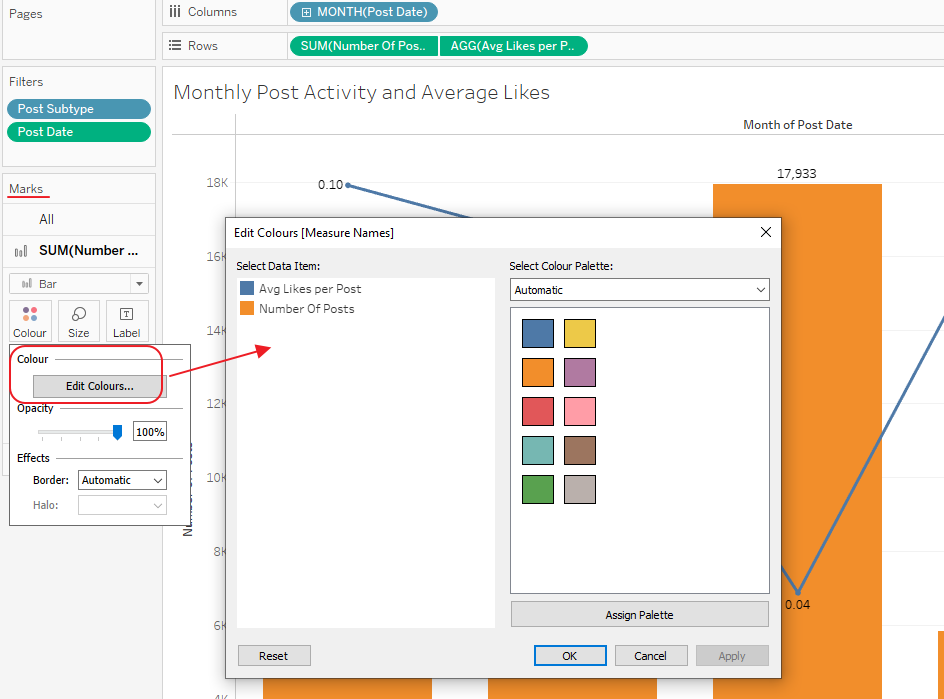 Pages
Columns
MONTH(Post Date)
Rows
SUM(Number Of Pos..
AGG(Avg Likes per P..
Filters
Post Subtype
Post Date
Monthly Post Activity and Average Likes
Month of Post Date
Marks
All
SUM(Number ...
Bar
Colour
Size
Label
Colour
Edit Colours...
Opacity
100%
Effects
Border:
Automatic
Halo:
18K
0.10
17,933
16K
14K
12K
10K
8K
6K
4K
0.04
Edit Colours [Measure Names]
Select Data Item:
Avg Likes per Post
Number Of Posts
Select Colour Palette:
Automatic
Assign Palette
Reset
OK
Cancel
Apply